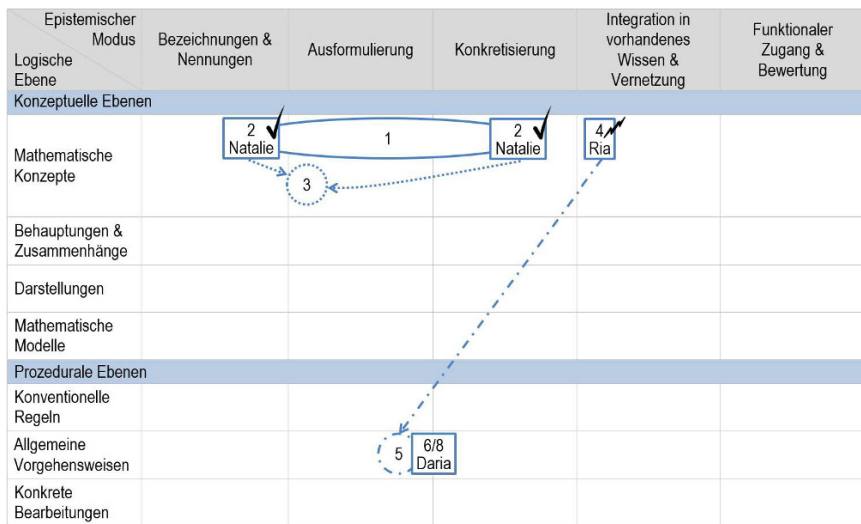 Epistemischer
Modus
Logische
Ebene
Bezeichnungen &
Nennungen
Ausformulierung
Konkretisierung
Integration in
vorhandenes
Wissen &
Vernetzung
Funktionaler
Zugang &
Bewertung
Konzeptuelle Ebenen
Mathematische
Konzepte
2
Natalie
1
2
Natalie
4
Ria
3
Behauptungen &
Zusammenhänge
Darstellungen
Mathematische
Modelle
Prozedurale Ebenen
Konventionelle
Regeln
Allgemeine
Vorgehensweisen
5
6/8
Daria
Konkrete
Bearbeitungen